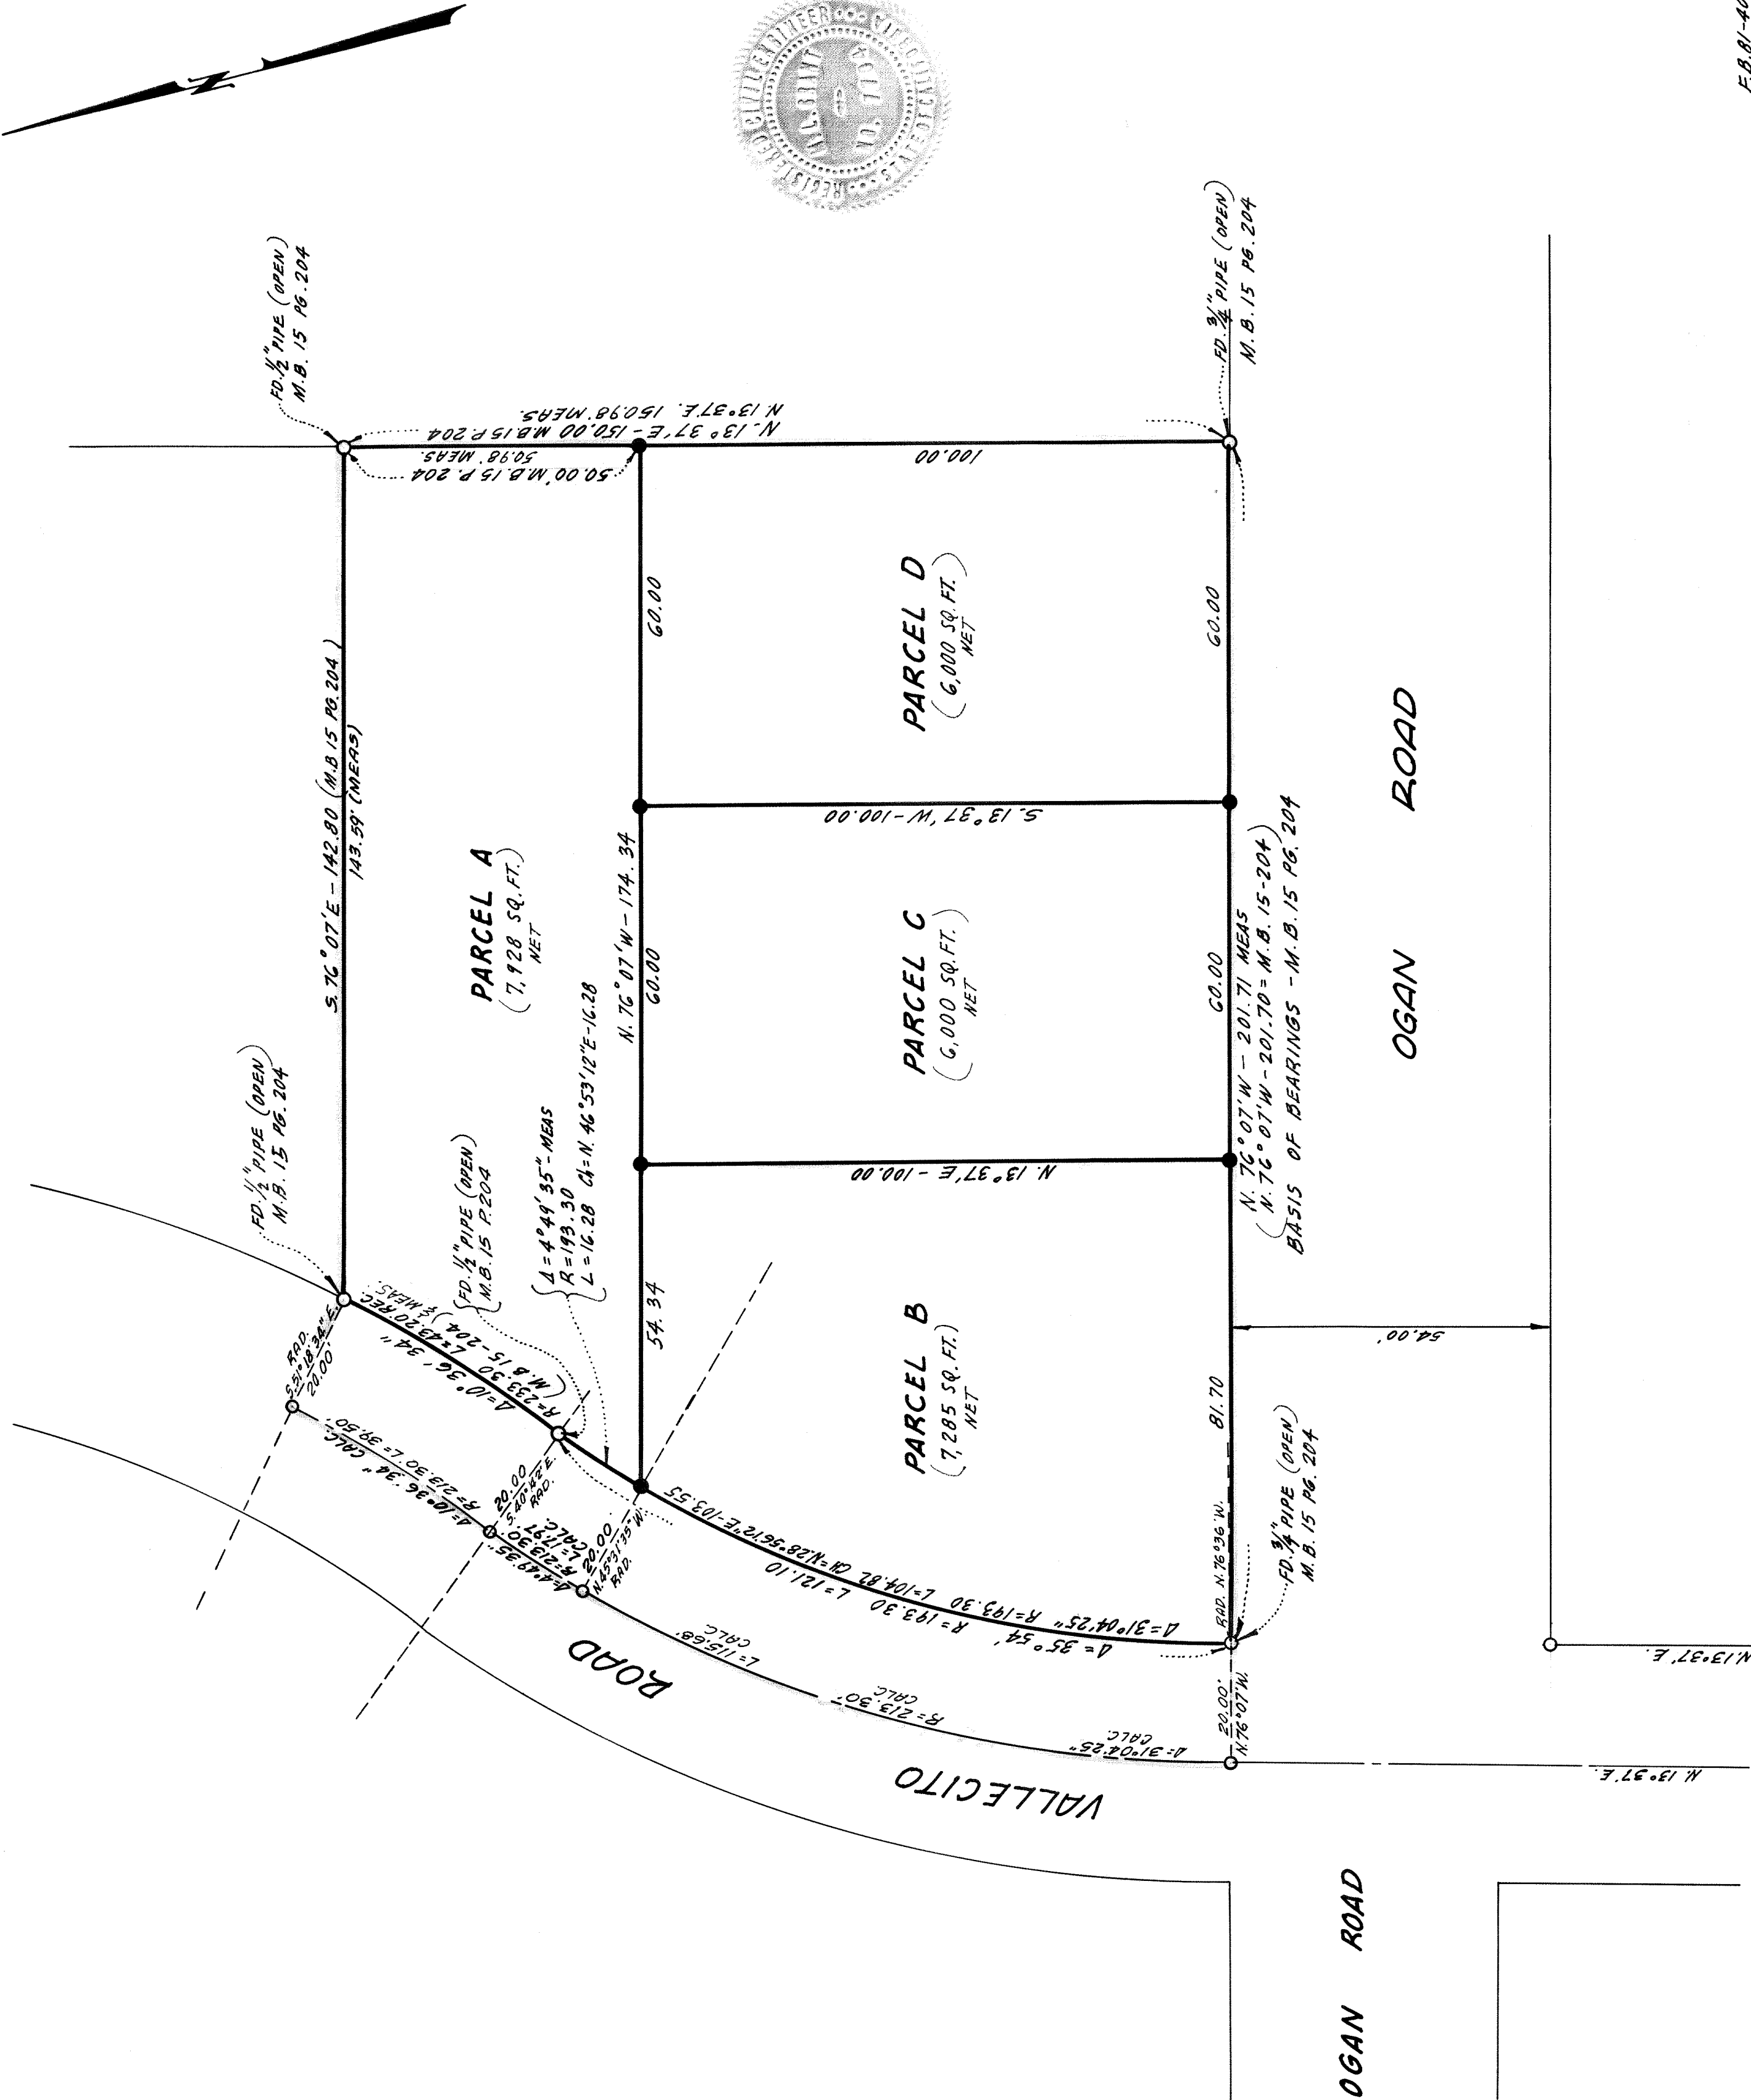 F.B. 81-40
N
REGISTERED CIVIL ENGINEER
STATE OF CALIFORNIA
FD. 1/2" PIPE (OPEN)
M.B. 15 PG. 204
FD. 3/4" PIPE (OPEN)
M.B. 15 PG. 204
N. 13°37'E. 150.98' MEAS.
N. 13°37'E - 150.00 M.B. 15 P. 204
50.98' MEAS.
50.00' M.B. 15 P. 204
100.00
S. 76°07'E - 142.80 (M.B 15 PG. 204)
143.59' (MEAS)
PARCEL A
(7,928 SQ. FT.)
NET
N. 76°07'W - 174.34
60.00
60.00
54.34
PARCEL D
(6,000 SQ. FT.)
NET
60.00
S. 13°37'W - 100.00
PARCEL C
(6,000 SQ. FT.)
NET
60.00
N. 13°37'E - 100.00
PARCEL B
(7,285 SQ. FT.)
NET
81.70
N. 76°07'W - 201.71 MEAS
(N. 76°07'W - 201.70 = M.B. 15-204)
BASIS OF BEARINGS - M.B. 15 PG. 204
OGAN ROAD
54.00'
FD. 1/2" PIPE (OPEN)
M.B. 15 PG. 204
(FD. 1/2" PIPE (OPEN)
M.B. 15 P. 204
Δ = 4°49'35" - MEAS
R = 193.30
L = 16.28 Ch = N. 46°53'12"E - 16.28
S. 51°18'34" E.
RAD.
20.00'
R = 233.30 L = 43.20' REC. & MEAS.
(M.B 15-204)
Δ = 10°36'34"
R = 213.30' L = 39.50'
Δ = 10°36'34" CALC.
20.00
S. 40°42' E.
RAD.
Δ = 4°49'35"
R = 213.30'
L = 17.97
CALC.
20.00'
N. 45°31'35" W.
RAD.
Δ = 31°04'25" R = 193.30 L = 104.82 CH = N. 28°56'12"E - 103.55
R = 193.30 L = 121.10
Δ = 35°54'
L = 115.68'
CALC.
R = 213.30'
CALC.
Δ = 31°04'25"
CALC.
RAD. N. 76°36'W.
20.00'
N. 76°07'W.
FD. 3/4" PIPE (OPEN)
M.B. 15 PG. 204
N. 13°37' E.
N. 13°37' E.
VALLECITO ROAD
OGAN ROAD